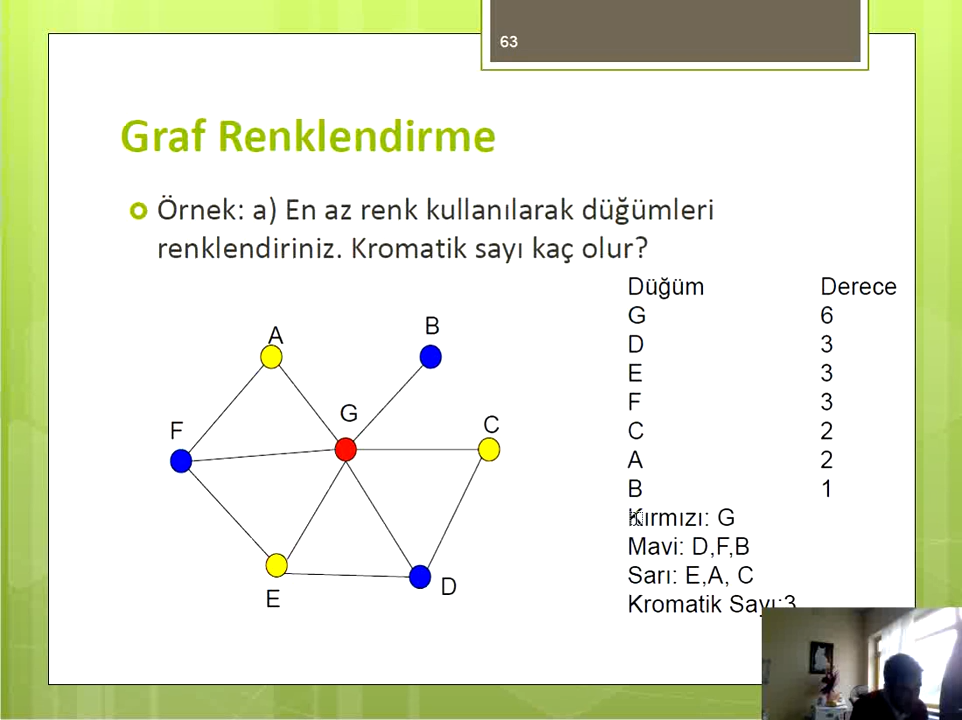 63
Graf Renklendirme
Örnek: a) En az renk kullanılarak düğümleri
renklendiriniz. Kromatik sayı kaç olur?
Düğüm Derece
G 6
D 3
E 3
F 3
C 2
A 2
B 1
Kırmızı: G
Mavi: D,F,B
Sarı: E,A, C
Kromatik Sayı:3
A
B
G
C
F
E
D